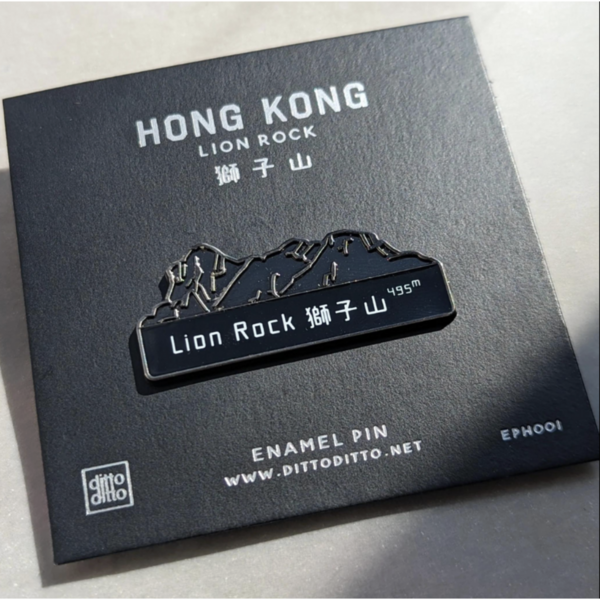 HONG KONG
LION ROCK
獅子山
Lion Rock 獅子山 495m
ENAMEL PIN
WWW.DITTODITTO.NET
EPH001
ditto
ditto